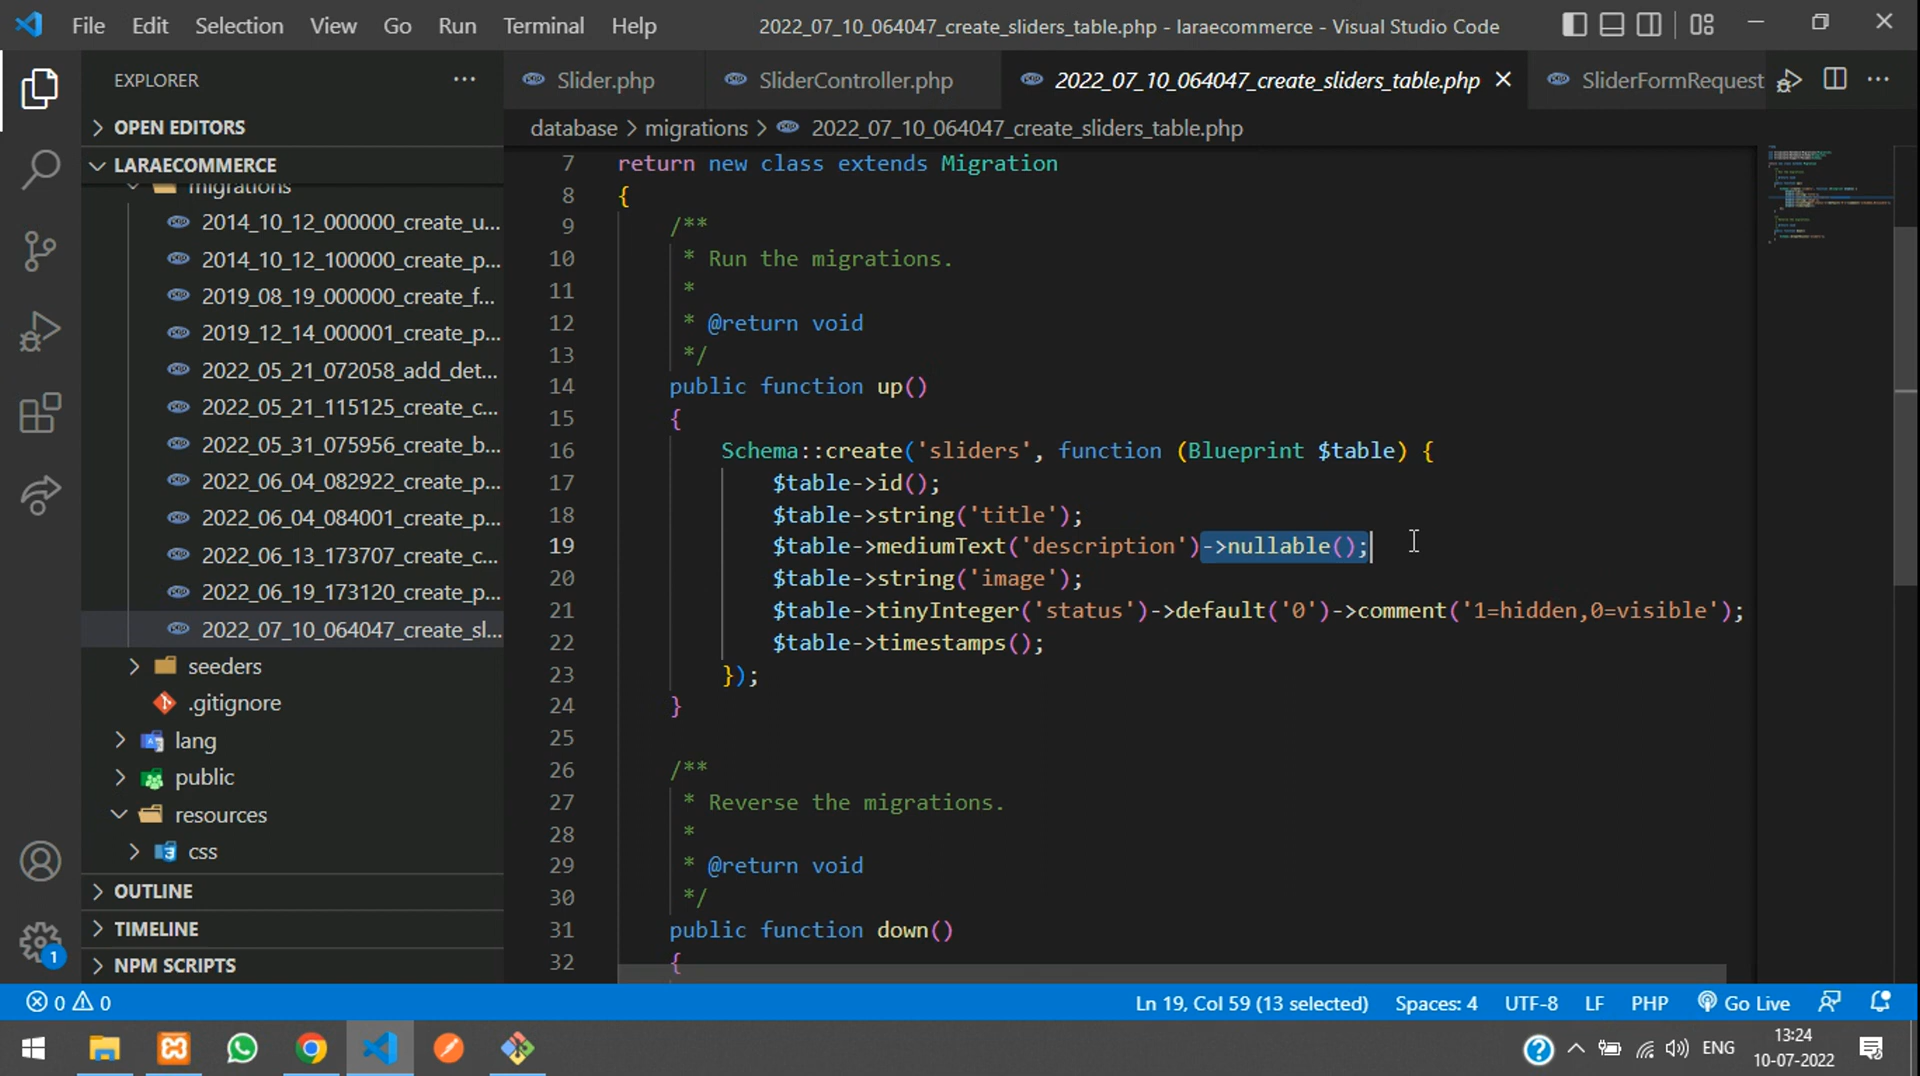 File Edit Selection View Go Run Terminal Help
2022_07_10_064047_create_sliders_table.php - laraecommerce - Visual Studio Code
EXPLORER
OPEN EDITORS
LARAECOMMERCE
migrations
2014_10_12_000000_create_u...
2014_10_12_100000_create_p...
2019_08_19_000000_create_f...
2019_12_14_000001_create_p...
2022_05_21_072058_add_det...
2022_05_21_115125_create_c...
2022_05_31_075956_create_b...
2022_06_04_082922_create_p...
2022_06_04_084001_create_p...
2022_06_13_173707_create_c...
2022_06_19_173120_create_p...
2022_07_10_064047_create_sl...
seeders
.gitignore
lang
public
resources
css
OUTLINE
TIMELINE
NPM SCRIPTS
Slider.php SliderController.php 2022_07_10_064047_create_sliders_table.php SliderFormRequest
database > migrations > 2022_07_10_064047_create_sliders_table.php
7 return new class extends Migration
8 {
9 /**
10 * Run the migrations.
11 *
12 * @return void
13 */
14 public function up()
15 {
16 Schema::create('sliders', function (Blueprint $table) {
17 $table->id();
18 $table->string('title');
19 $table->mediumText('description')->nullable();
20 $table->string('image');
21 $table->tinyInteger('status')->default('0')->comment('1=hidden,0=visible');
22 $table->timestamps();
23 });
24 }
25
26 /**
27 * Reverse the migrations.
28 *
29 * @return void
30 */
31 public function down()
32 {
1
0 0 Ln 19, Col 59 (13 selected) Spaces: 4 UTF-8 LF PHP Go Live
ENG 13:24
10-07-2022